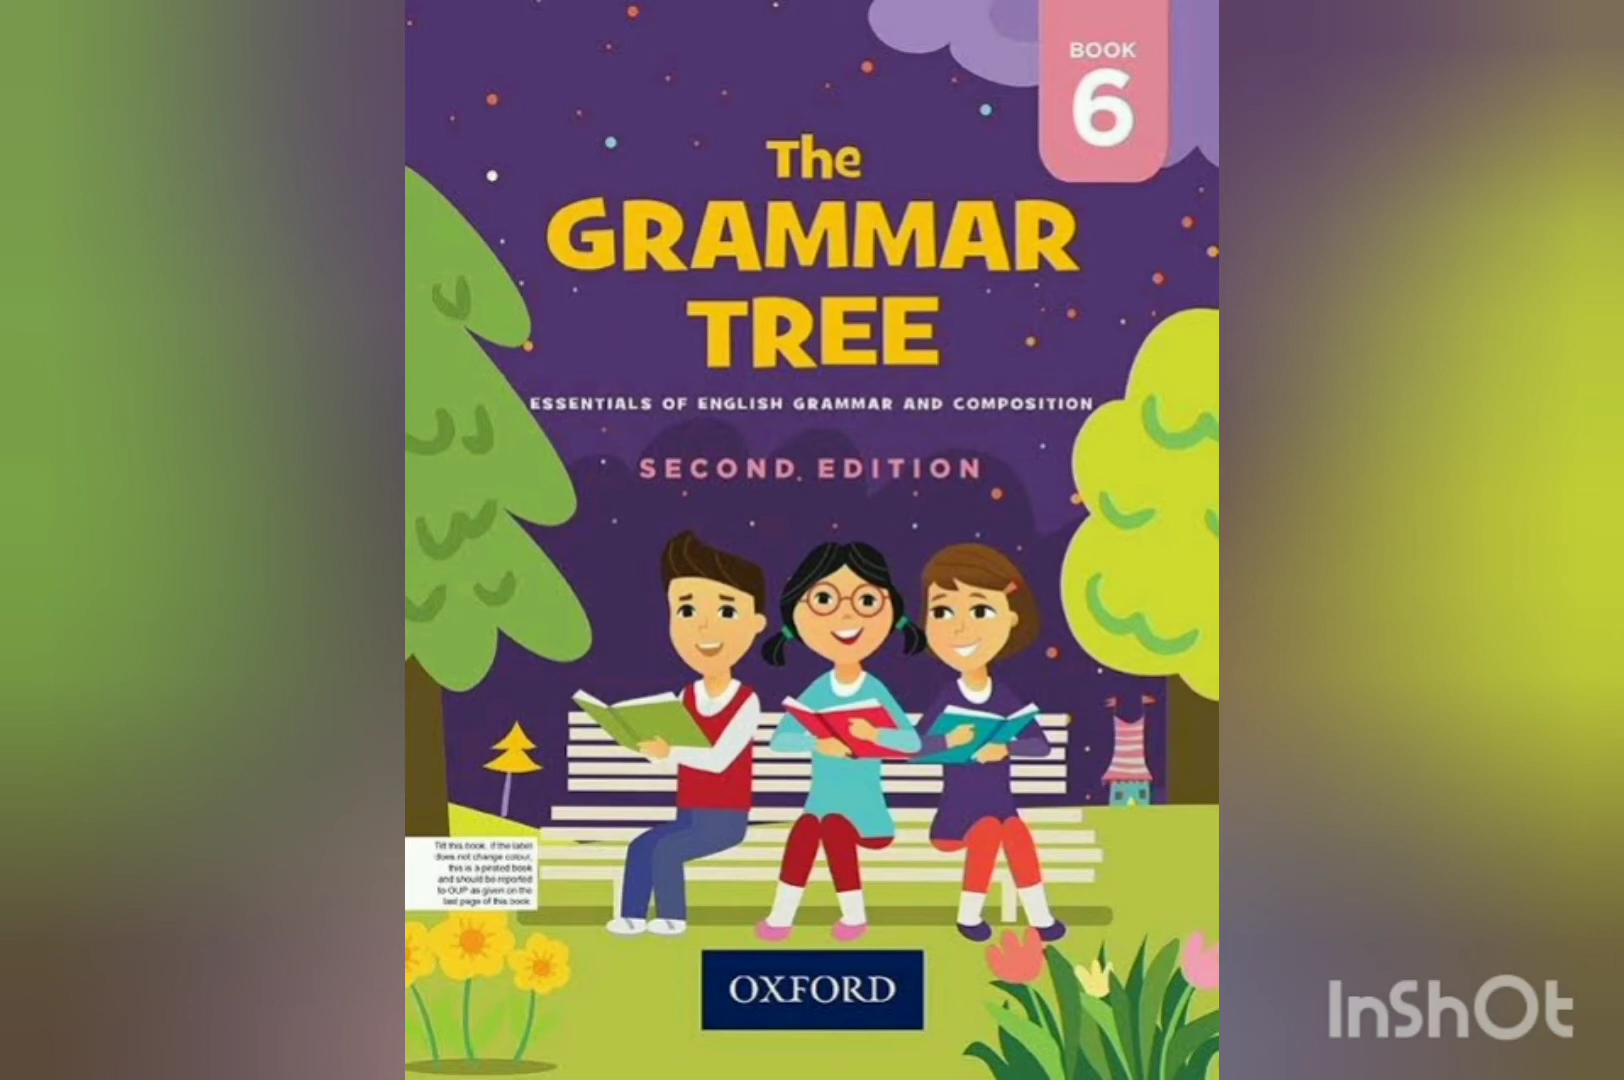 BOOK
6
The
GRAMMAR
TREE
ESSENTIALS OF ENGLISH GRAMMAR AND COMPOSITION
SECOND EDITION
Tilt this book, if the label
does not change colour,
this is a pirated book
and should be reported
to OUP as given on the
last page of this book.
OXFORD
InShOt